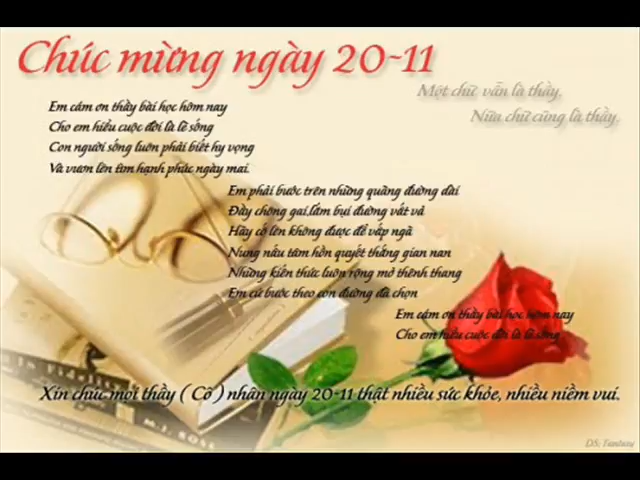 Chúc mừng ngày 20-11
Một chữ vẫn là thầy,
Nửa chữ cũng là thầy.
Em cám ơn thầy bài học hôm nay
Cho em hiểu cuộc đời là lẽ sống
Con người sống luôn phải biết hy vọng
Và vươn lên tìm hạnh phúc ngày mai.
Em phải bước trên những quãng đường dài
Đầy chông gai,lấm bụi đường vất vả
Hãy cố lên không được để vấp ngã
Nung nấu tâm hồn quyết thắng gian nan
Những kiến thức luôn rộng mở thênh thang
Em cứ bước theo con đường đã chọn
Em cám ơn thầy bài học hôm nay
Cho em hiểu cuộc đời là lẽ sống
Xin chúc mọi thầy ( Cô ) nhân ngày 20-11 thật nhiều sức khỏe, nhiều niềm vui.
M.J. ROSS
DS: Fantasy